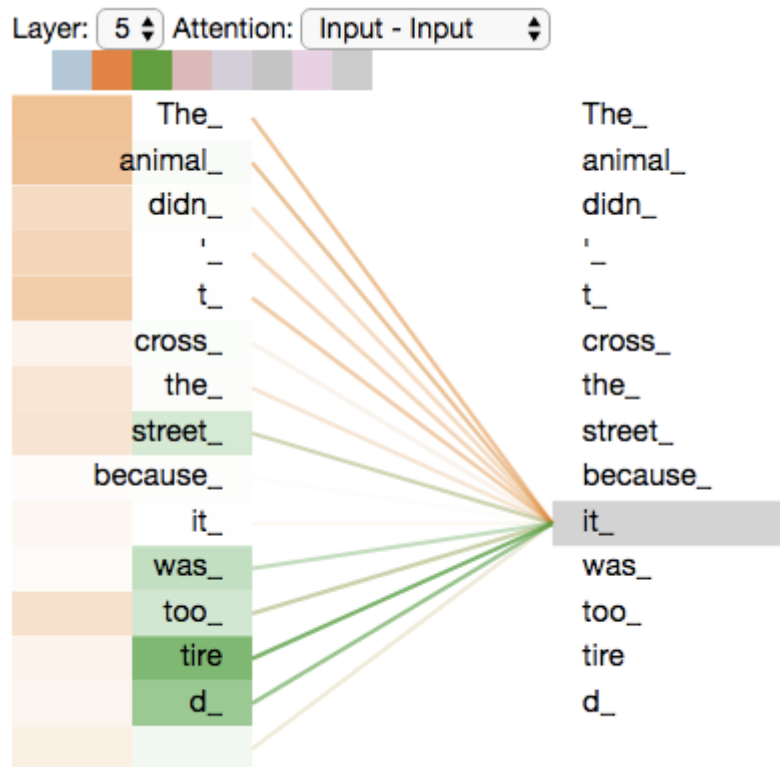 Layer: 5 Attention: Input - Input
The_ The_
animal_ animal_
didn_ didn_
'_ '_
t_ t_
cross_ cross_
the_ the_
street_ street_
because_ because_
it_ it_
was_ was_
too_ too_
tire tire
d_ d_